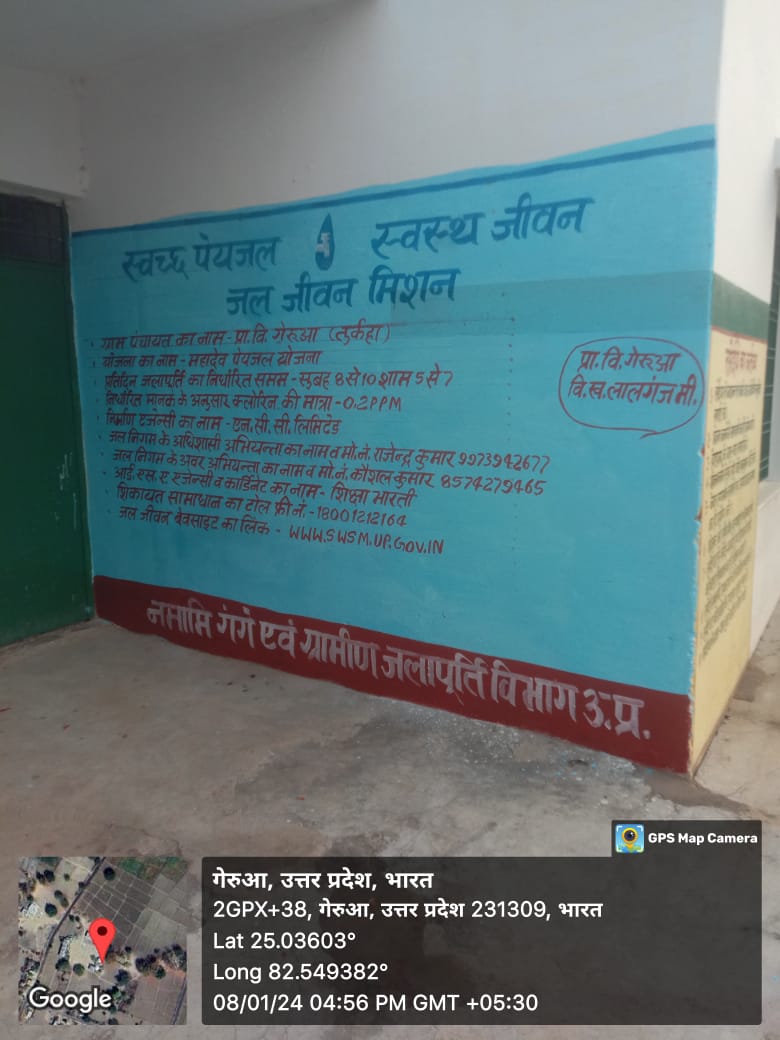 स्वच्छ पेयजल स्वस्थ जीवन
जल जीवन मिशन
ग्राम पंचायत का नाम - प्रा.वि. गेरुआ (तुर्कहा)
योजना का नाम - महादेव पेयजल योजना
प्रतिदिन जलापूर्ति का निर्धारित समय - सुबह 8 से 10 शाम 5 से 7
निर्धारित मानक के अनुसार क्लोरिन की मात्रा - 0.2 PPM
निर्माण एजेन्सी का नाम - एन.सी.सी. लिमिटेड
जल निगम के अधिशासी अभियन्ता का नाम व मो.नं. राजेन्द्र कुमार 9973942677
जल निगम के अवर अभियन्ता का नाम व मो.नं. कौशल कुमार 8574279465
आई.एस.ए एजेन्सी व कार्डिनेट का नाम - शिक्षा भारती
शिकायत सामाधान का टोल फ्री नं. - 18001212164
जल जीवन बेवसाइट का लिंक - WWW.SWSM.UP.GOV.IN
प्रा.वि. गेरुआ
वि.ख. लालगंज मी.
नमामि गंगे एवं ग्रामीण जलापूर्ति विभाग उ.प्र.
GPS Map Camera
गेरुआ, उत्तर प्रदेश, भारत
2GPX+38, गेरुआ, उत्तर प्रदेश 231309, भारत
Lat 25.03603°
Long 82.549382°
08/01/24 04:56 PM GMT +05:30
Google